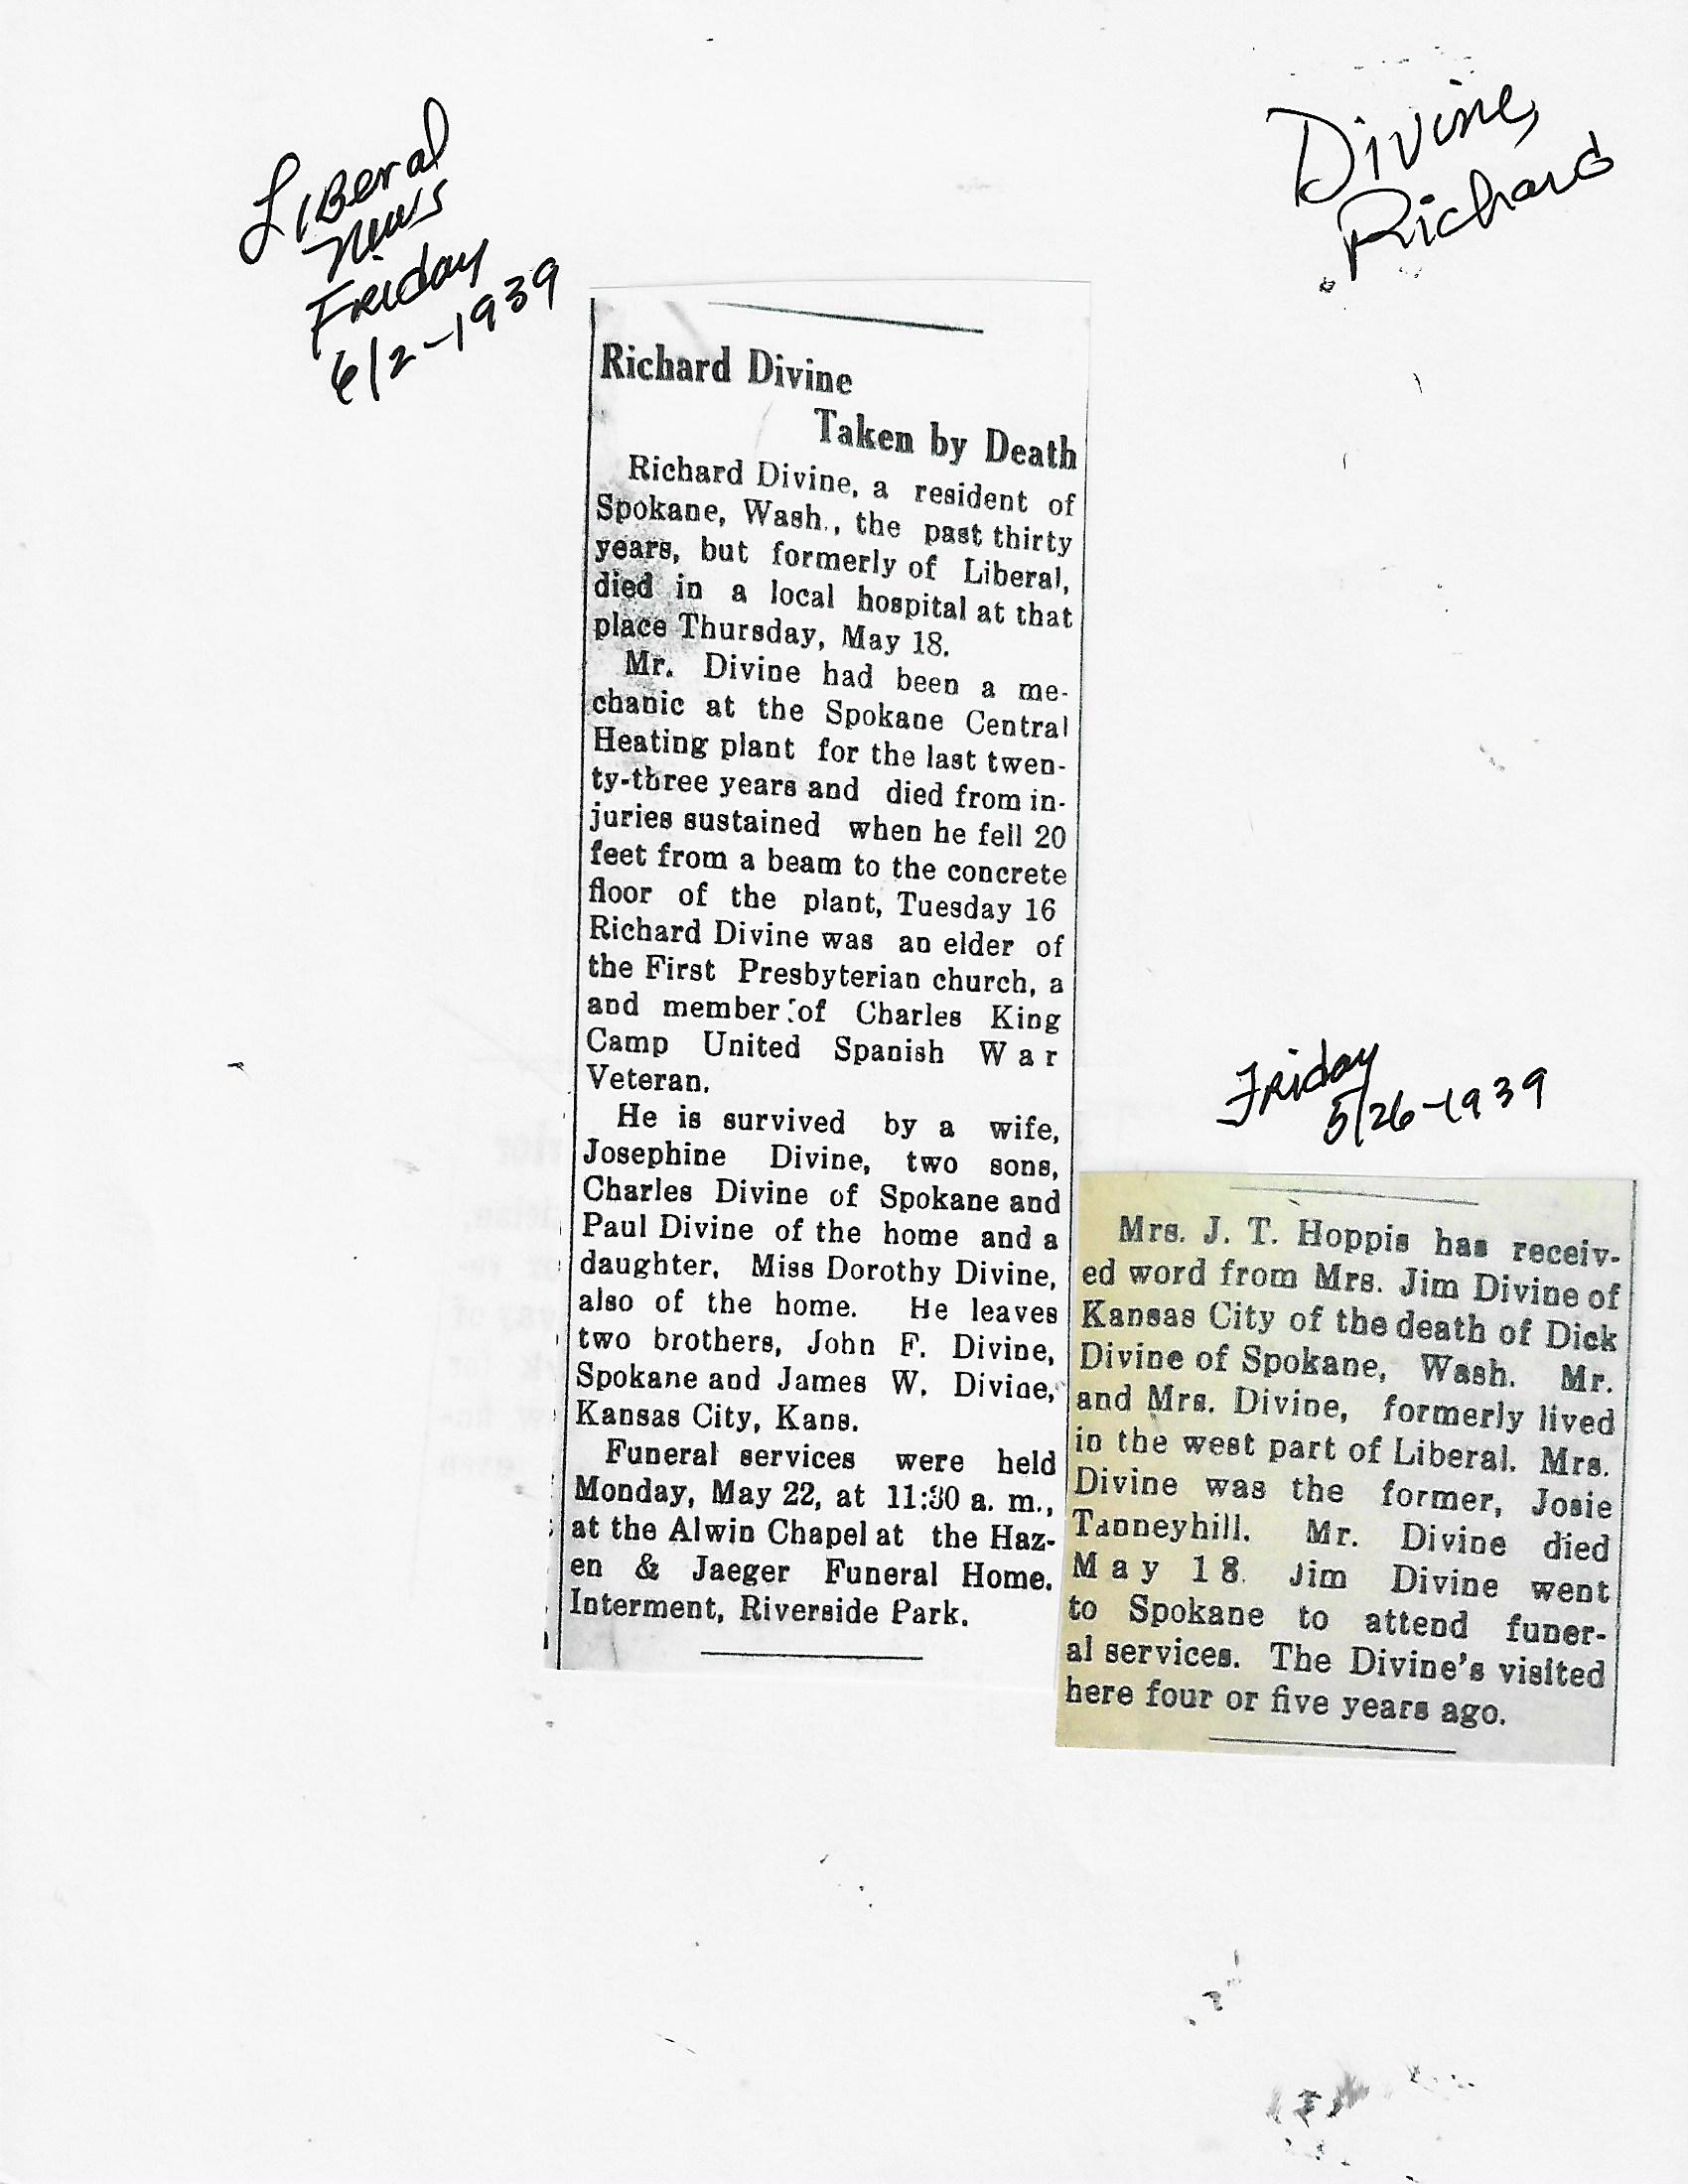 Liberal
News
Friday
6/2-1939
Divine,
Richard
Richard Divine
Taken by Death
Richard Divine, a resident of
Spokane, Wash., the past thirty
years, but formerly of Liberal,
died in a local hospital at that
place Thursday, May 18.
Mr. Divine had been a me-
chanic at the Spokane Central
Heating plant for the last twen-
ty-three years and died from in-
juries sustained when he fell 20
feet from a beam to the concrete
floor of the plant, Tuesday 16
Richard Divine was an elder of
the First Presbyterian church, a
and member of Charles King
Camp United Spanish War
Veteran.
He is survived by a wife,
Josephine Divine, two sons,
Charles Divine of Spokane and
Paul Divine of the home and a
daughter, Miss Dorothy Divine,
also of the home. He leaves
two brothers, John F. Divine,
Spokane and James W. Divine,
Kansas City, Kans.
Funeral services were held
Monday, May 22, at 11:30 a. m.,
at the Alwin Chapel at the Haz-
en & Jaeger Funeral Home.
Interment, Riverside Park.
Friday
5/26-1939
Mrs. J. T. Hoppis has receiv-
ed word from Mrs. Jim Divine of
Kansas City of the death of Dick
Divine of Spokane, Wash. Mr.
and Mrs. Divine, formerly lived
in the west part of Liberal. Mrs.
Divine was the former, Josie
Tanneyhill. Mr. Divine died
May 18. Jim Divine went
to Spokane to attend funer-
al services. The Divine's visited
here four or five years ago.